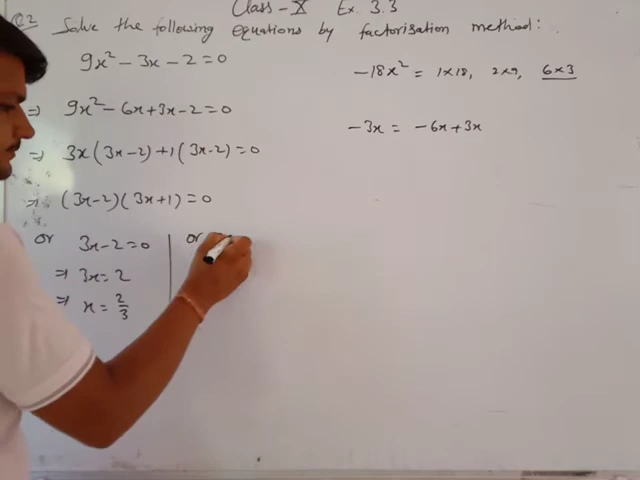 Class - X Ex. 3.3
Q2 Solve the following equations by factorisation method:
9x² - 3x - 2 = 0
⇒ 9x² - 6x + 3x - 2 = 0
⇒ 3x (3x-2) + 1 (3x-2) = 0
⇒ (3x-2) (3x+1) = 0
or 3x - 2 = 0
⇒ 3x = 2
⇒ x = 2/3
or
-18x² = 1×18, 2×9, 6×3
-3x = -6x + 3x